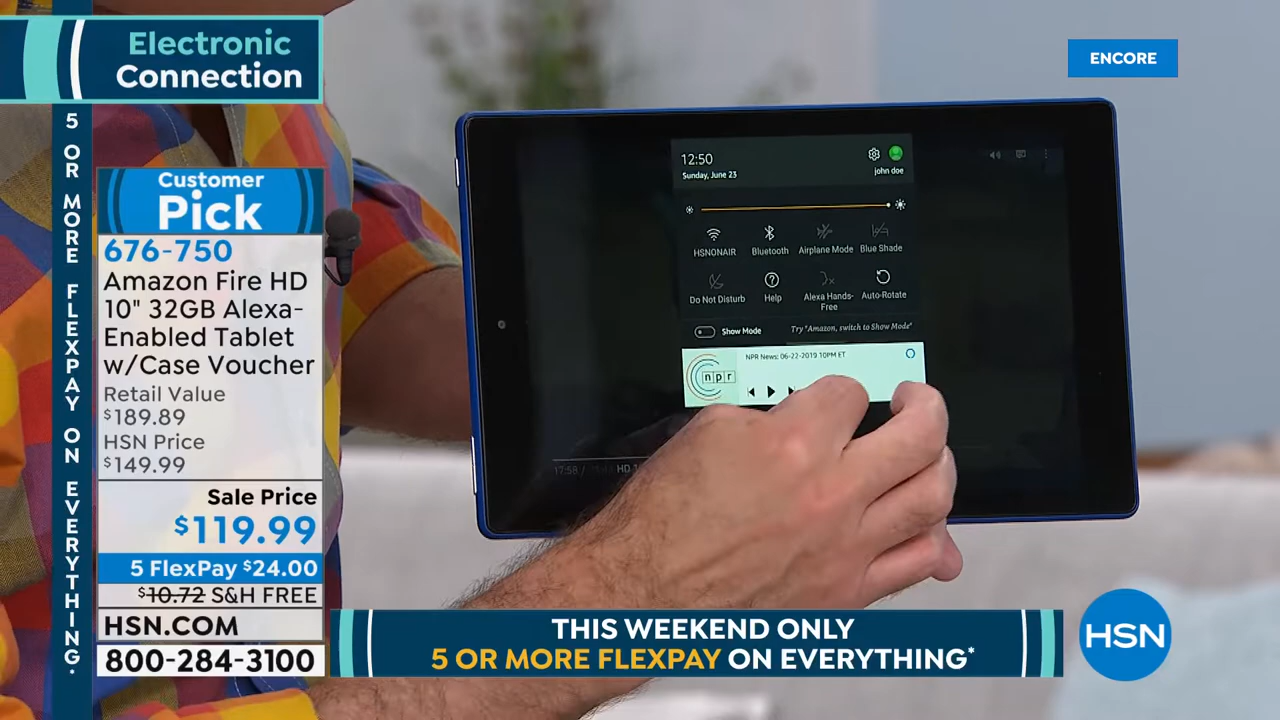 Electronic
Connection
ENCORE
5 OR MORE FLEXPAY ON EVERYTHING.
Customer
Pick
676-750
Amazon Fire HD
10" 32GB Alexa-
Enabled Tablet
w/Case Voucher
Retail Value
$189.89
HSN Price
$149.99
Sale Price
$119.99
5 FlexPay $24.00
$10.72 S&H FREE
HSN.COM
800-284-3100
12:50
Sunday, June 23
john doe
HSNONAIR
Bluetooth
Airplane Mode
Blue Shade
Do Not Disturb
Help
Alexa Hands-
Free
Auto-Rotate
Show Mode
Try "Amazon, switch to Show Mode"
NPR News: 06-22-2019 10PM ET
npr
17:58 /
HD
THIS WEEKEND ONLY
5 OR MORE FLEXPAY ON EVERYTHING*
HSN